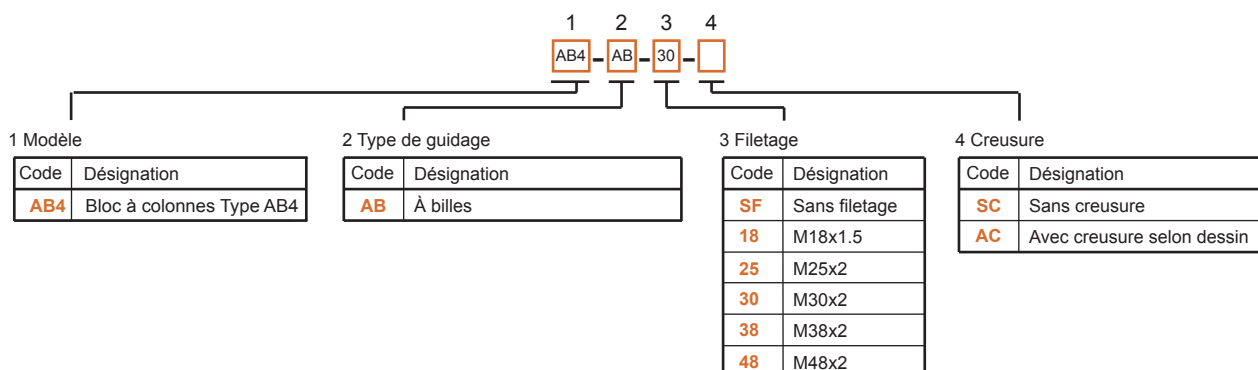 1 2 3 4
AB4 - AB - 30 -
1 Modèle
Code Désignation
AB4 Bloc à colonnes Type AB4
2 Type de guidage
Code Désignation
AB À billes
3 Filetage
Code Désignation
SF Sans filetage
18 M18x1.5
25 M25x2
30 M30x2
38 M38x2
48 M48x2
4 Creusure
Code Désignation
SC Sans creusure
AC Avec creusure selon dessin